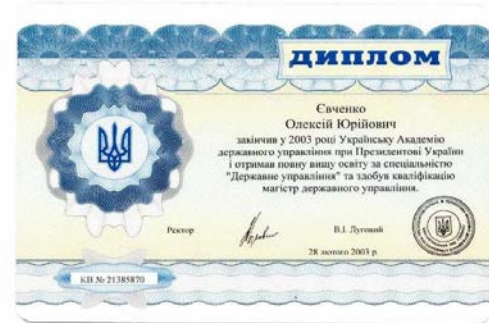 ДИПЛОМ
Євченко
Олексій Юрійович
закінчив у 2003 році Українську Академію
державного управління при Президентові України
і отримав повну вищу освіту за спеціальністю
"Державне управління" та здобув кваліфікацію
магістр державного управління.
Ректор
В.І. Луговий
28 лютого 2003 р.
КВ № 21385870